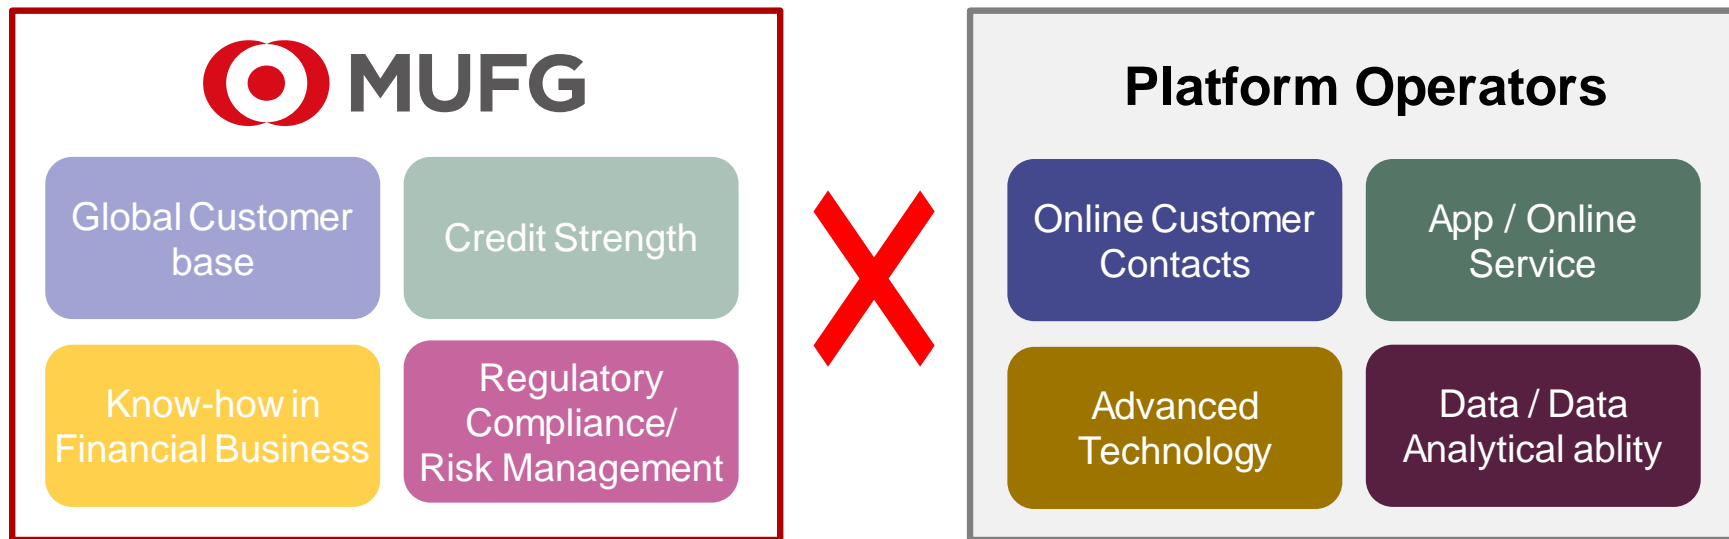 MUFG
Global Customer
base
Credit Strength
Know-how in
Financial Business
Regulatory
Compliance/
Risk Management
X
Platform Operators
Online Customer
Contacts
App / Online
Service
Advanced
Technology
Data / Data
Analytical ablity